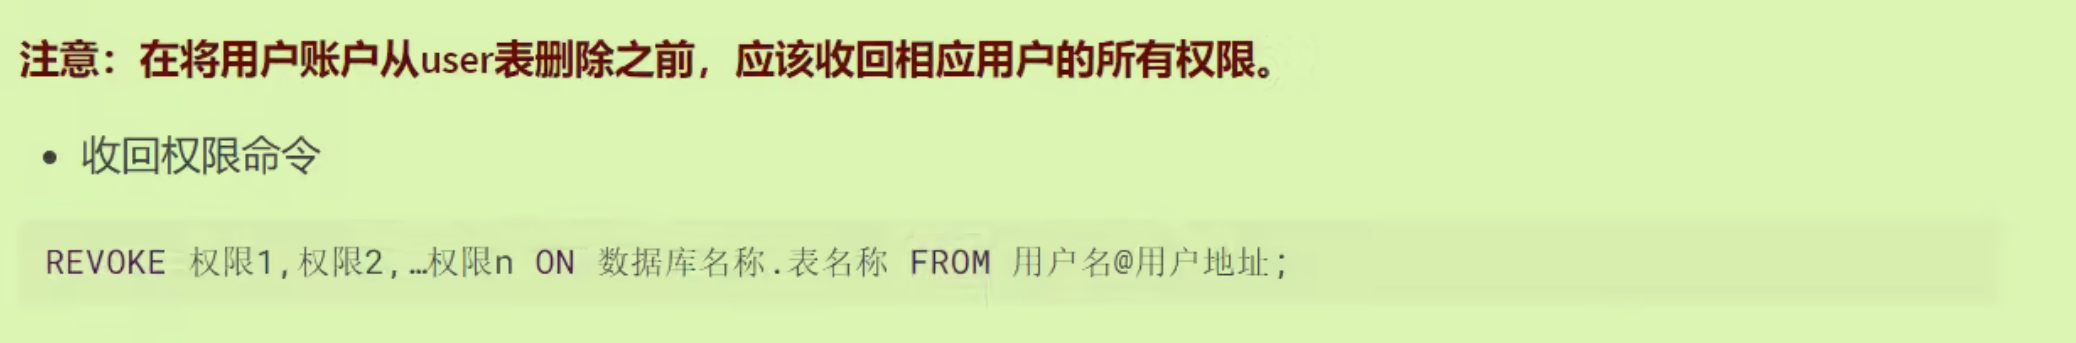 注意：在将用户账户从user表删除之前，应该收回相应用户的所有权限。
• 收回权限命令
REVOKE 权限1,权限2,…权限n ON 数据库名称.表名称 FROM 用户名@用户地址;